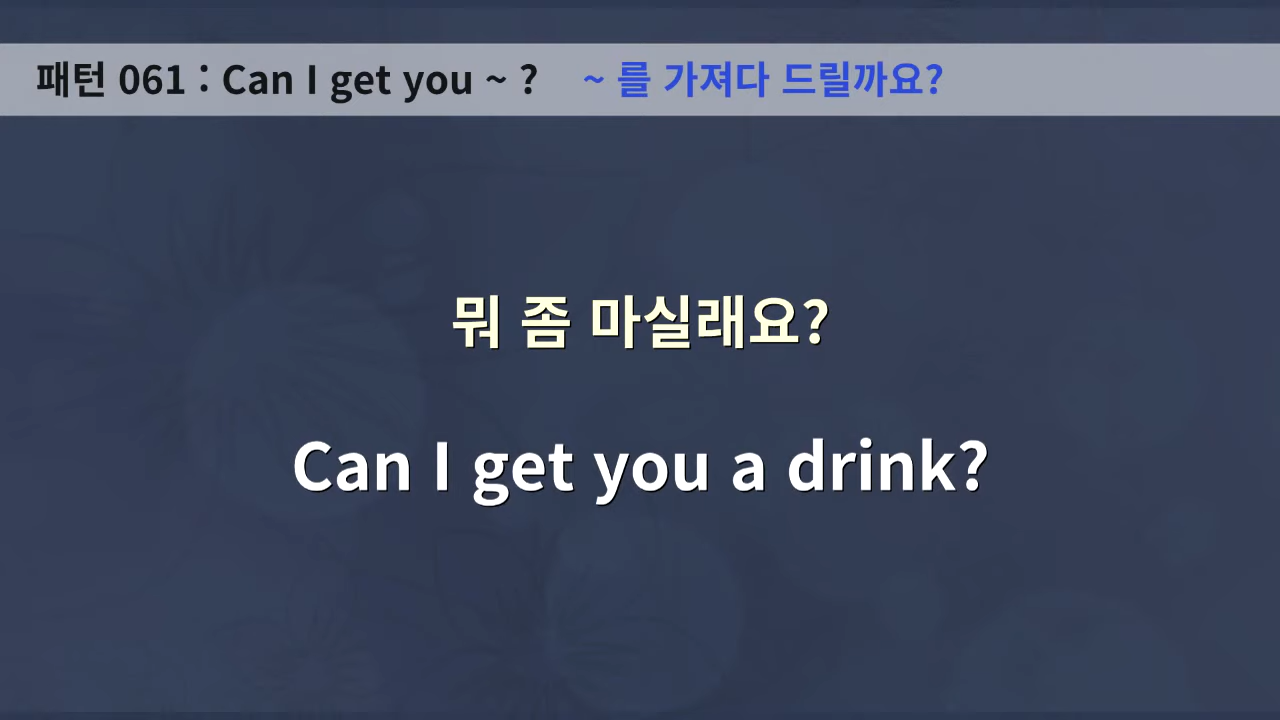 패턴 061 : Can I get you ~ ? ~ 를 가져다 드릴까요?
뭐 좀 마실래요?
Can I get you a drink?